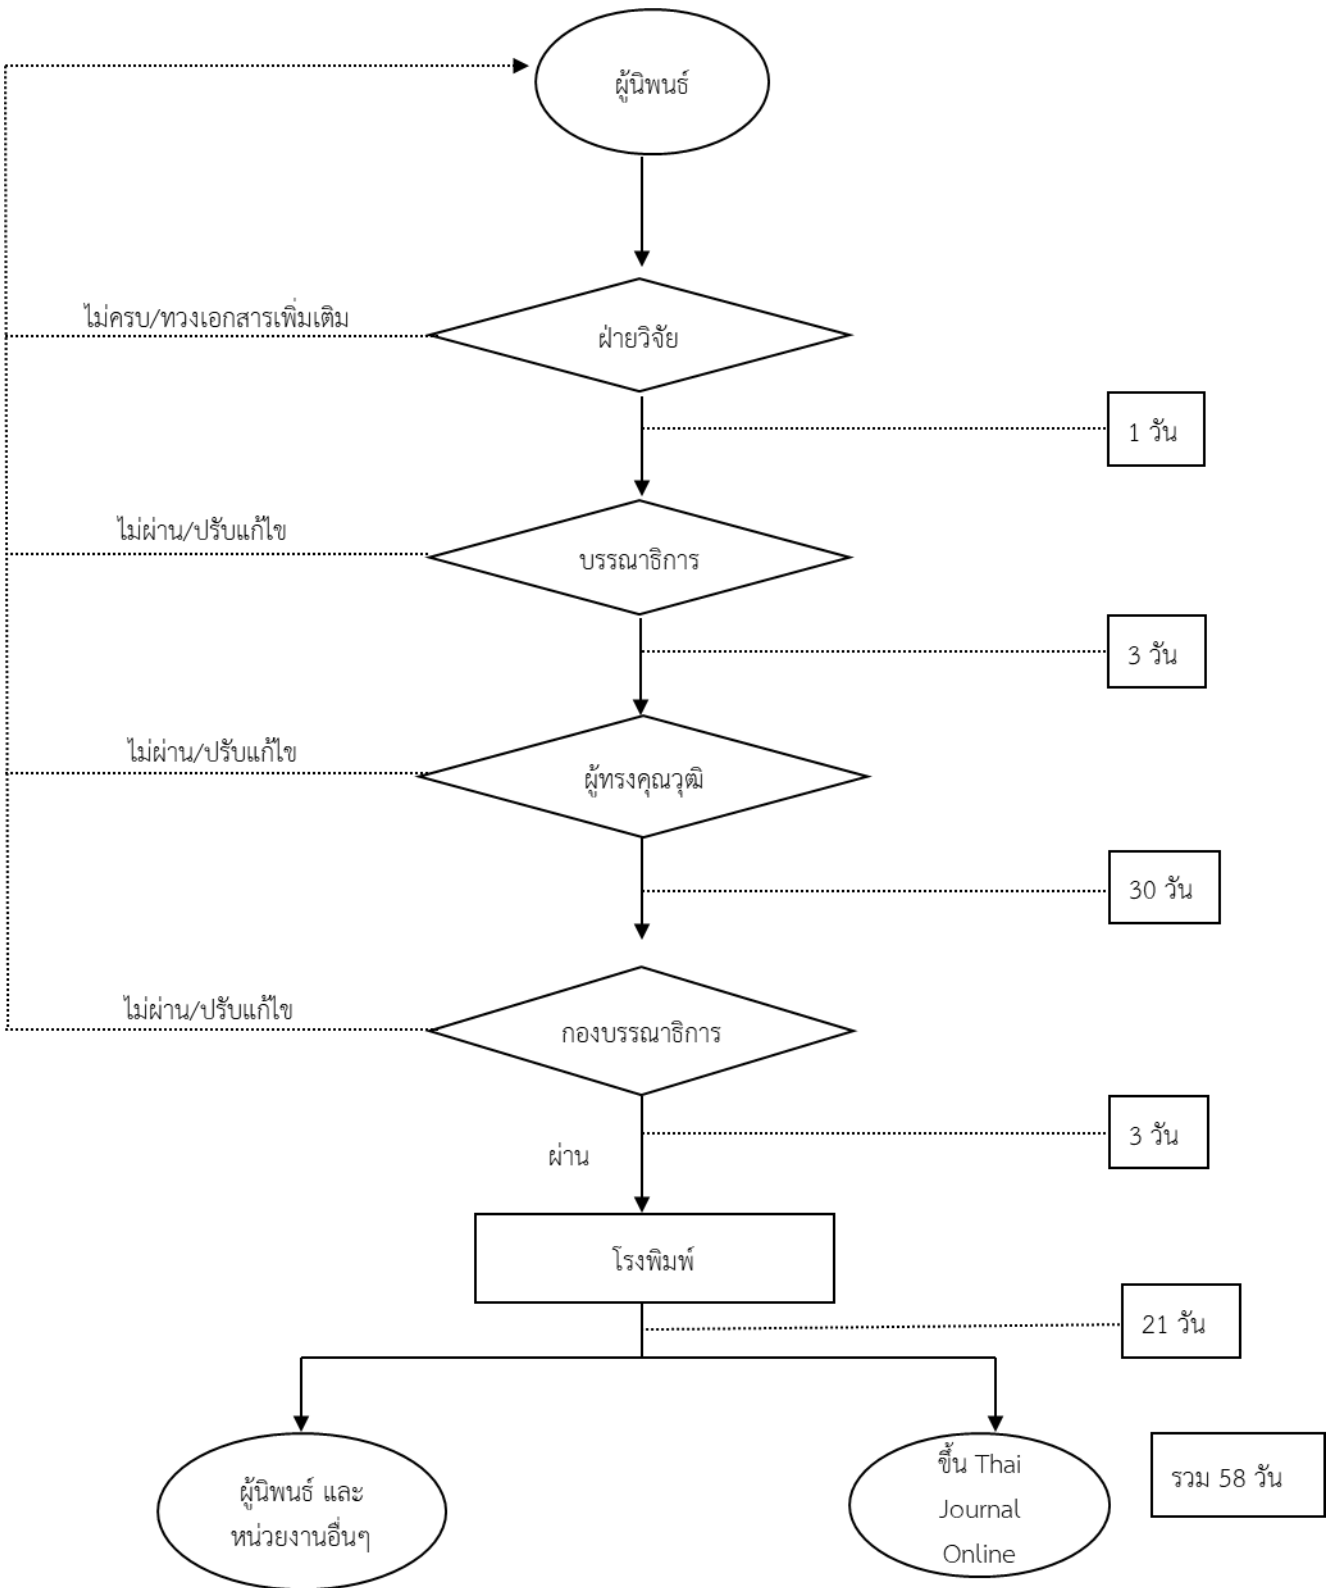 ผู้นิพนธ์
ไม่ครบ/ทวงเอกสารเพิ่มเติม
ฝ่ายวิจัย
1 วัน
ไม่ผ่าน/ปรับแก้ไข
บรรณาธิการ
3 วัน
ไม่ผ่าน/ปรับแก้ไข
ผู้ทรงคุณวุฒิ
30 วัน
ไม่ผ่าน/ปรับแก้ไข
กองบรรณาธิการ
3 วัน
ผ่าน
โรงพิมพ์
21 วัน
ผู้นิพนธ์ และ
หน่วยงานอื่นๆ
ขึ้น Thai
Journal
Online
รวม 58 วัน